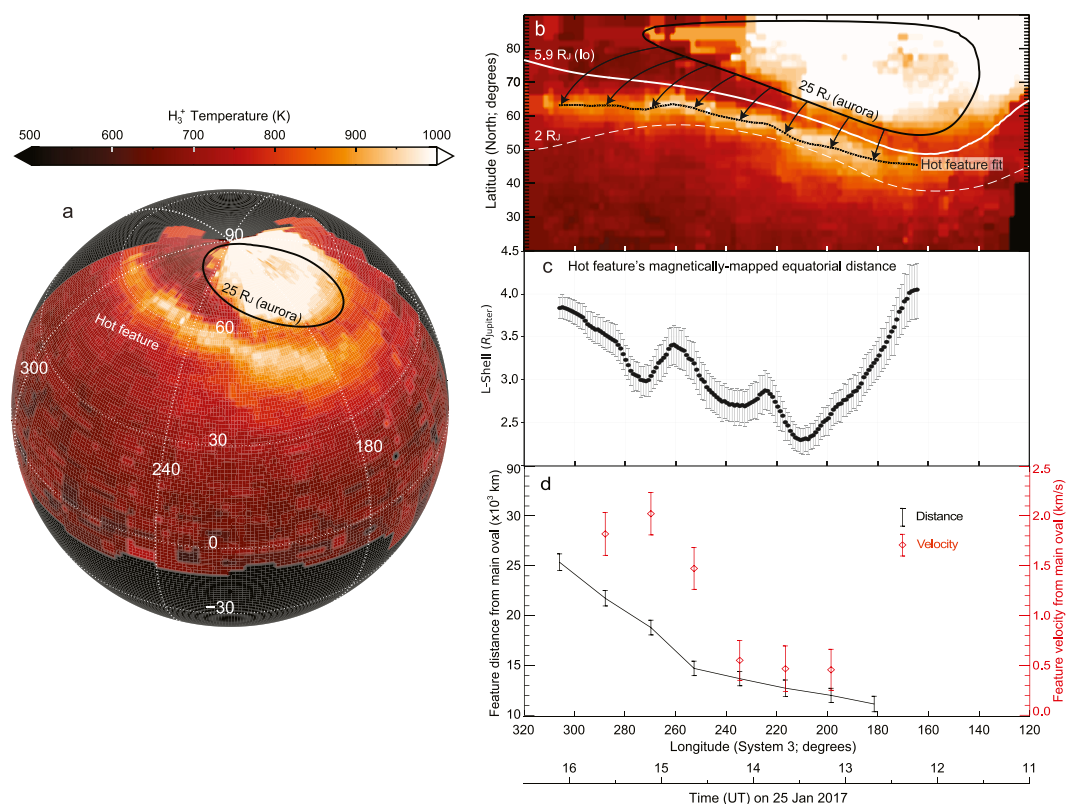 H₃⁺ Temperature (K)
500 600 700 800 900 1000
a
90
25 RJ (aurora)
Hot feature
60
300
30
180
240
0
−30
b
5.9 RJ (Io)
25 RJ (aurora)
2 RJ
Hot feature fit
Latitude (North; degrees)
80
70
60
50
40
30
4.5
c
Hot feature's magnetically-mapped equatorial distance
L-Shell (RJupiter)
4.0
3.5
3.0
2.5
90
d
Distance
Velocity
Feature distance from main oval (x10³ km)
30
25
20
15
10
2.5
2.0
1.5
1.0
0.5
0.0
Feature velocity from main oval (km/s)
320 300 280 260 240 220 200 180 160 140 120
Longitude (System 3; degrees)
16 15 14 13 12 11
Time (UT) on 25 Jan 2017